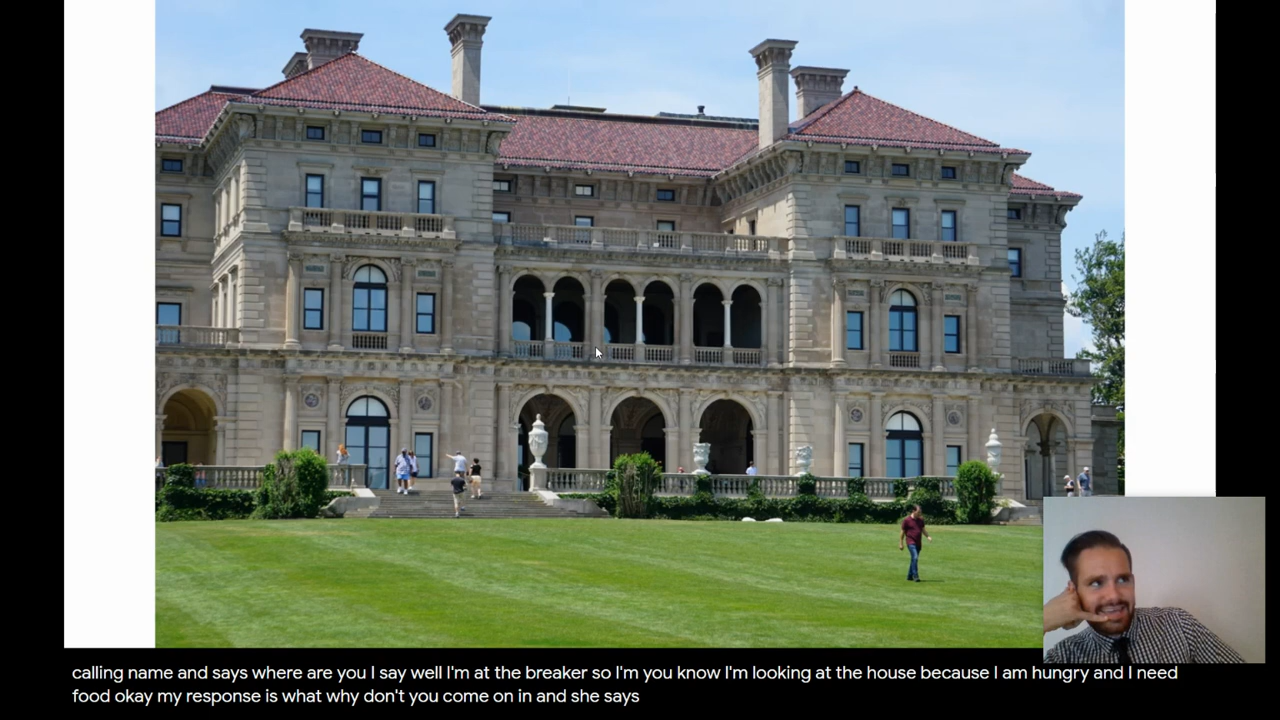 calling name and says where are you I say well I'm at the breaker so I'm you know I'm looking at the house because I am hungry and I need
food okay my response is what why don't you come on in and she says